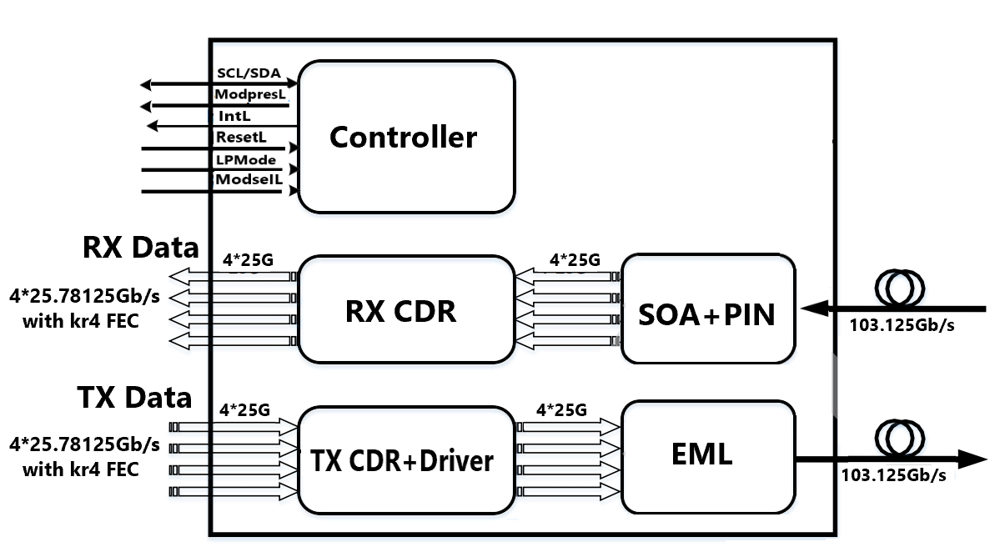 SCL/SDA
ModpresL
IntL
ResetL
LPMode
ModselL
Controller
RX Data
4*25G
4*25G
4*25.78125Gb/s
with kr4 FEC
RX CDR
SOA+PIN
103.125Gb/s
TX Data
4*25G
4*25G
4*25.78125Gb/s
with kr4 FEC
TX CDR+Driver
EML
103.125Gb/s